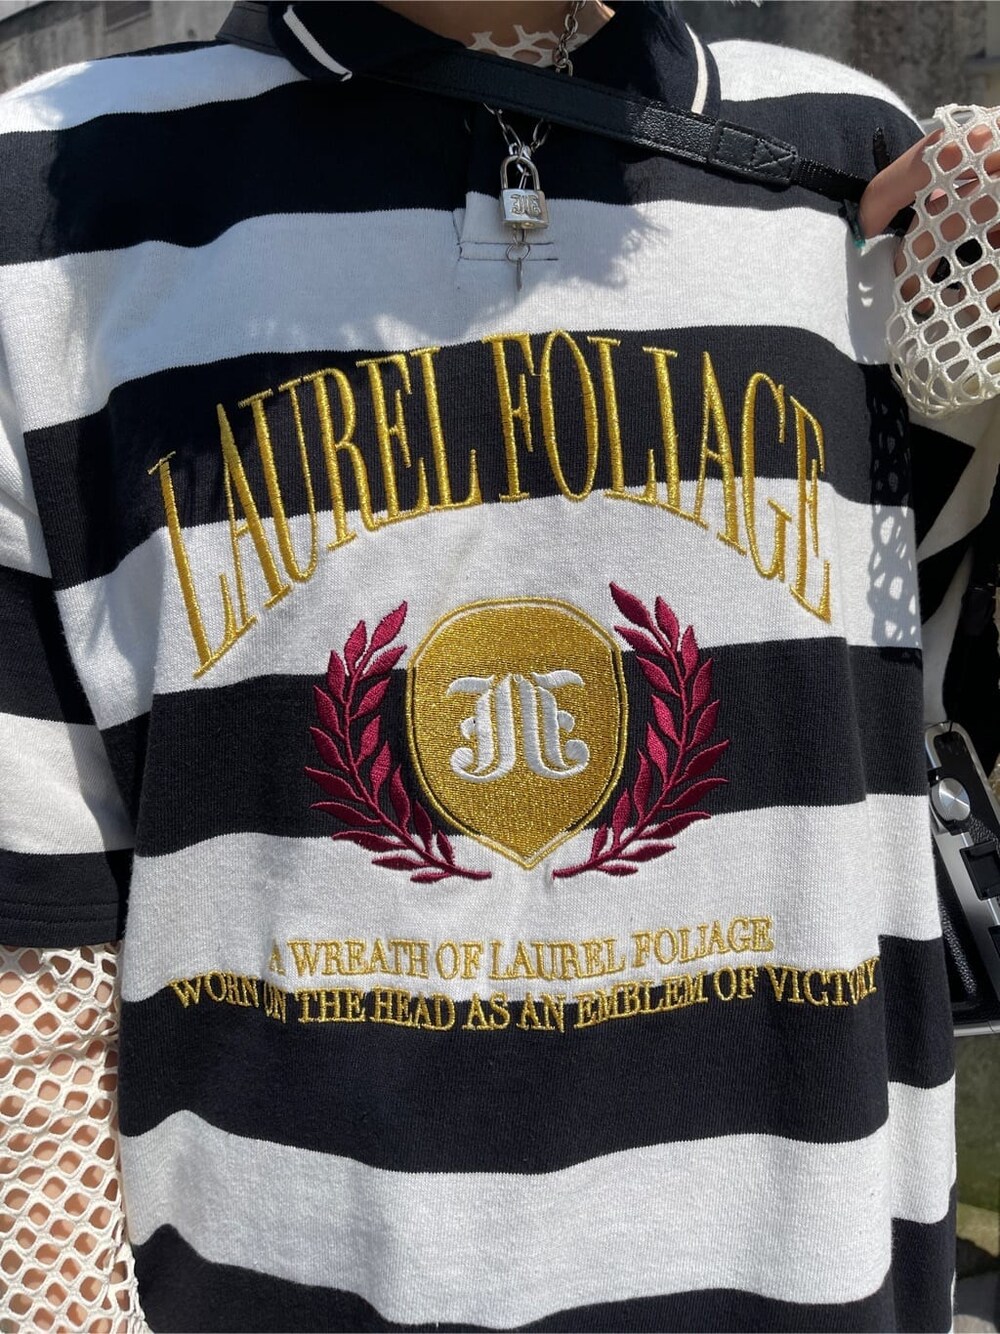 LAUREL FOLIAGE
A WREATH OF LAUREL FOLIAGE
WORN ON THE HEAD AS AN EMBLEM OF VICTORY